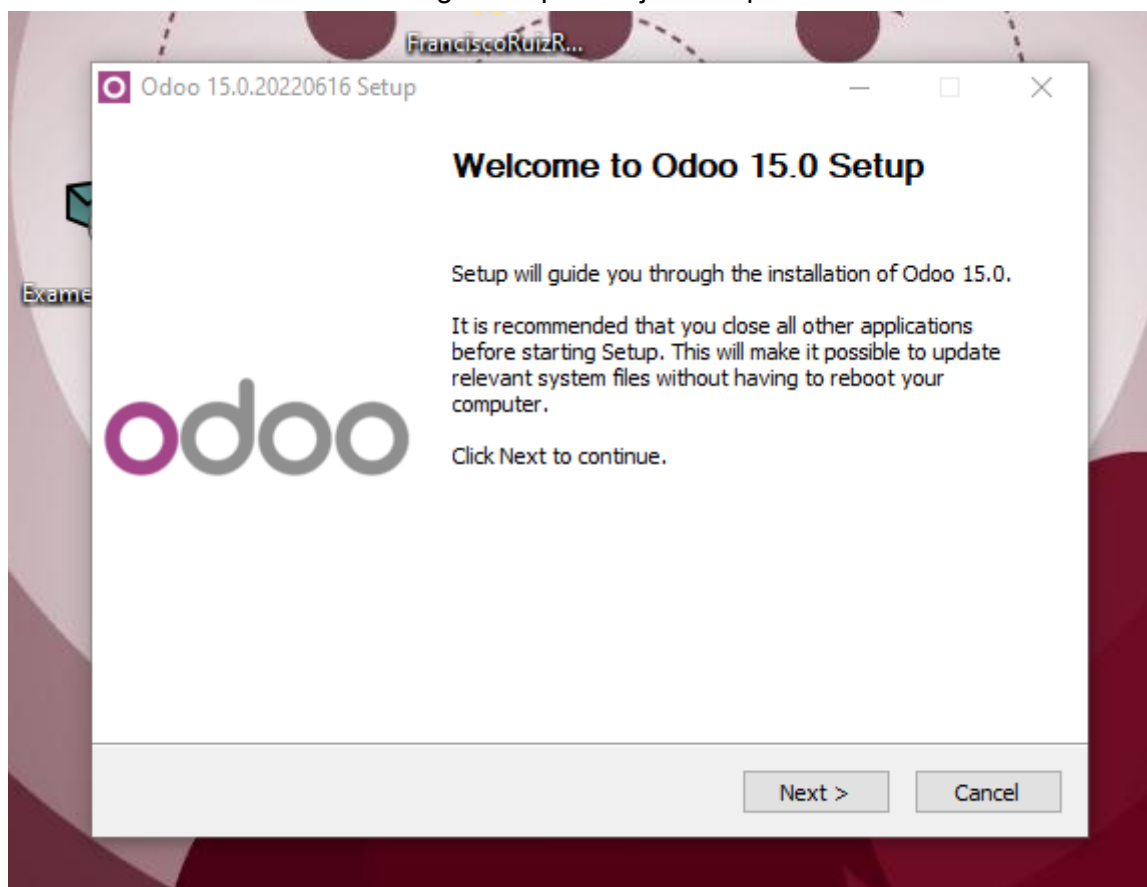 FranciscoRuizR...
Odoo 15.0.20220616 Setup
Welcome to Odoo 15.0 Setup
Setup will guide you through the installation of Odoo 15.0.
Exame
It is recommended that you close all other applications
before starting Setup. This will make it possible to update
relevant system files without having to reboot your
computer.
odoo
Click Next to continue.
Next >
Cancel